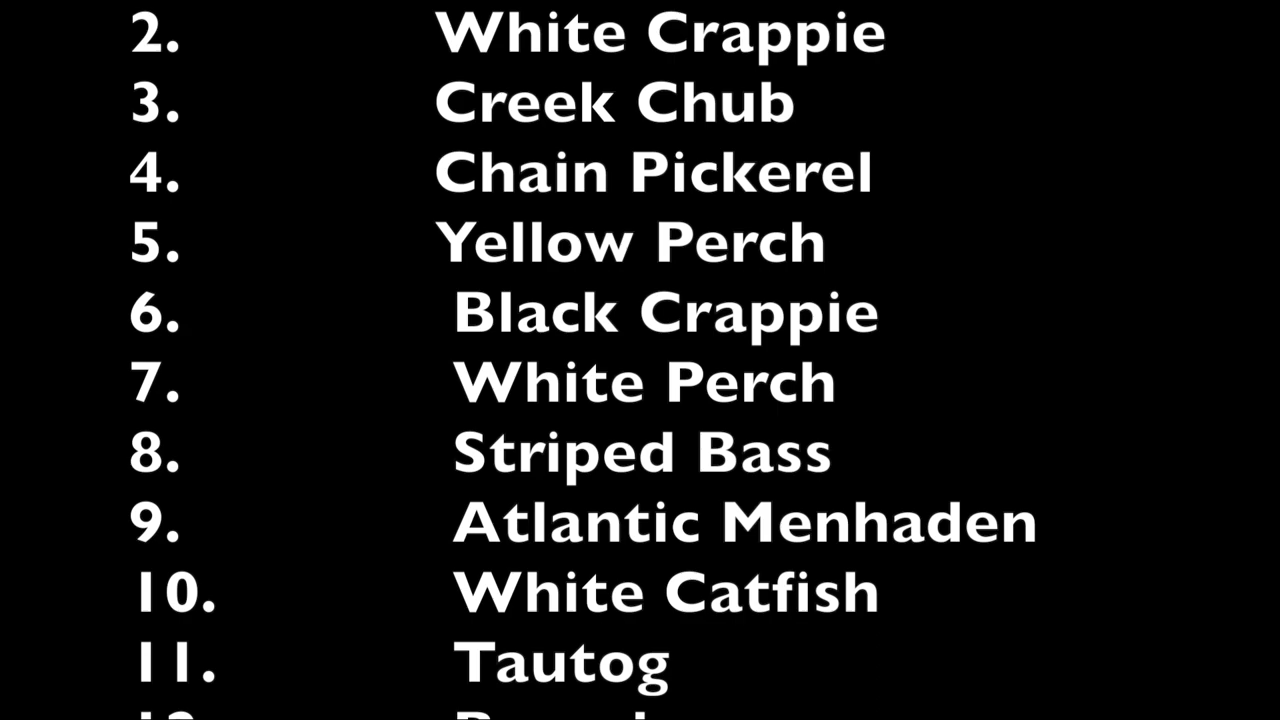 2. White Crappie
3. Creek Chub
4. Chain Pickerel
5. Yellow Perch
6. Black Crappie
7. White Perch
8. Striped Bass
9. Atlantic Menhaden
10. White Catfish
11. Tautog
12.